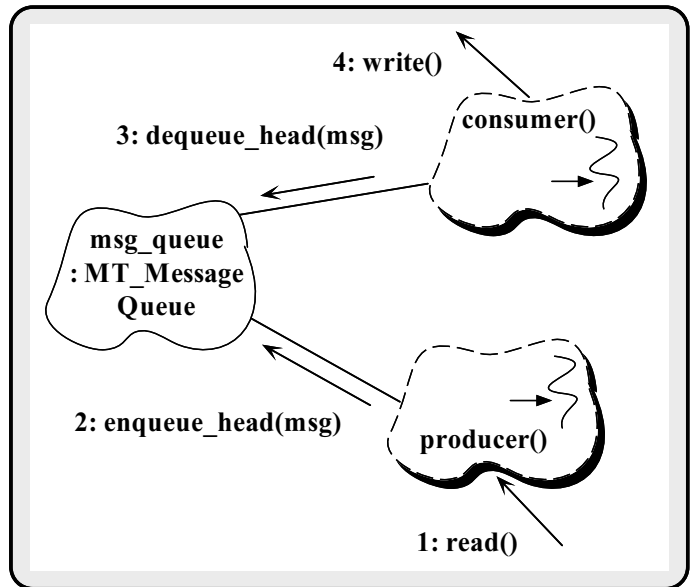 4: write()
consumer()
3: dequeue_head(msg)
msg_queue
: MT_Message
Queue
2: enqueue_head(msg)
producer()
1: read()